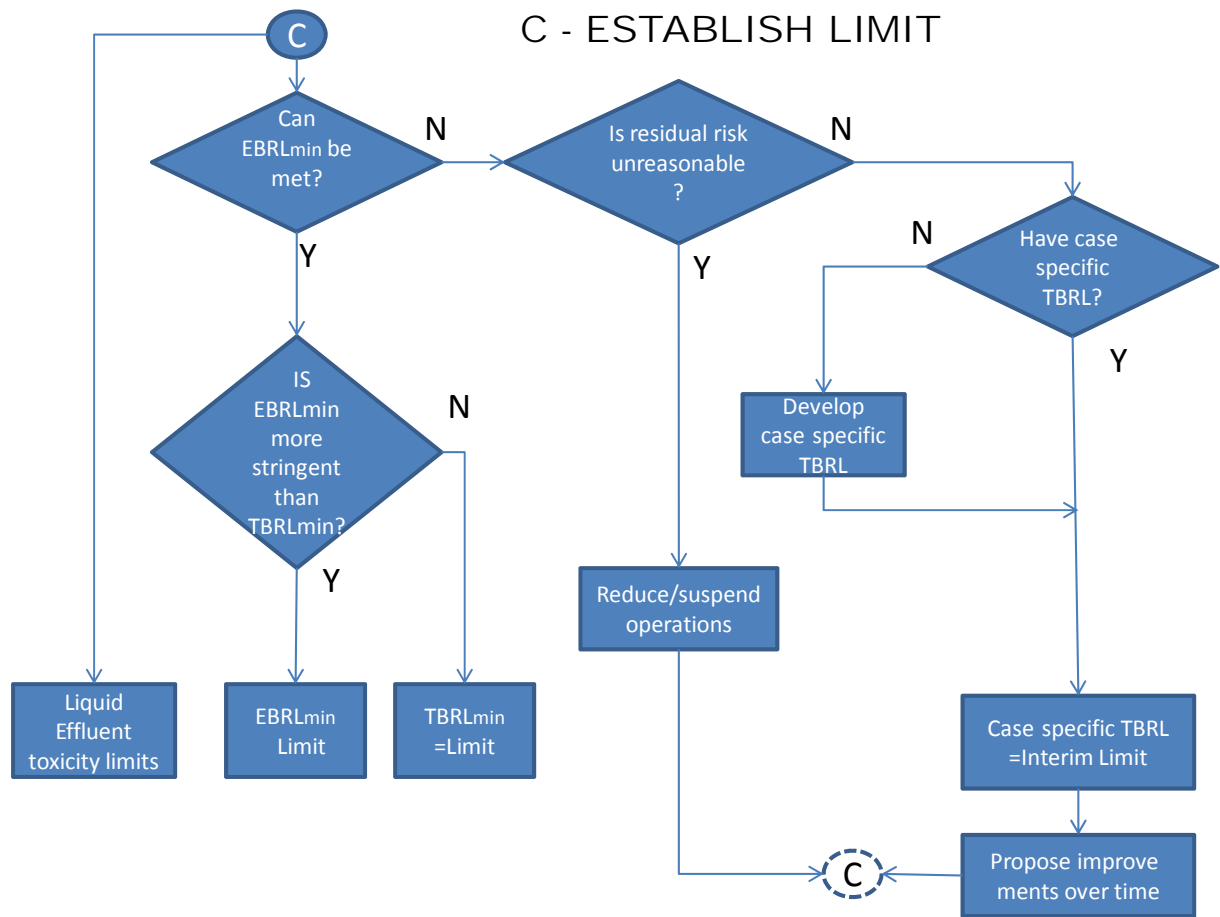 C - ESTABLISH LIMIT
C
Can
EBRLmin be
met?
N
Is residual risk
unreasonable
?
N
Y
Y
N
Have case
specific
TBRL?
Y
IS
EBRLmin
more
stringent
than
TBRLmin?
N
Y
Develop
case specific
TBRL
Reduce/suspend
operations
Liquid
Effluent
toxicity limits
EBRLmin
Limit
TBRLmin
=Limit
Case specific TBRL
=Interim Limit
C
Propose improve
ments over time